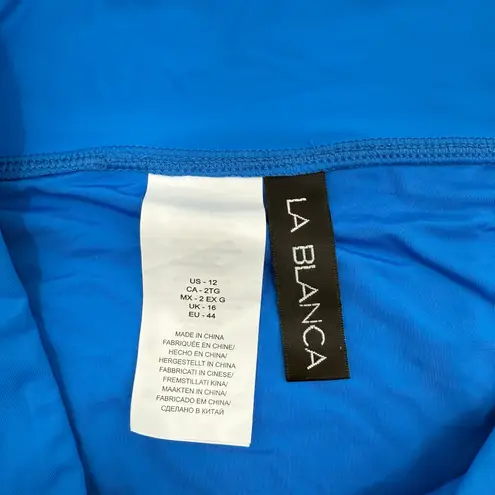 US - 12
CA - 2TG
MX - 2 EX G
UK - 16
EU - 44
MADE IN CHINA
FABRIQUÉE EN CHINE/
HECHO EN CHINA/
HERGESTELLT IN CHINA/
FABBRICATI IN CINESE/
FREMSTILLATI KINA/
MAAKTEN IN CHINA/
FABRICADO EM CHINA/
СДЕЛАНО В КИТАЙ
LA BLANCA